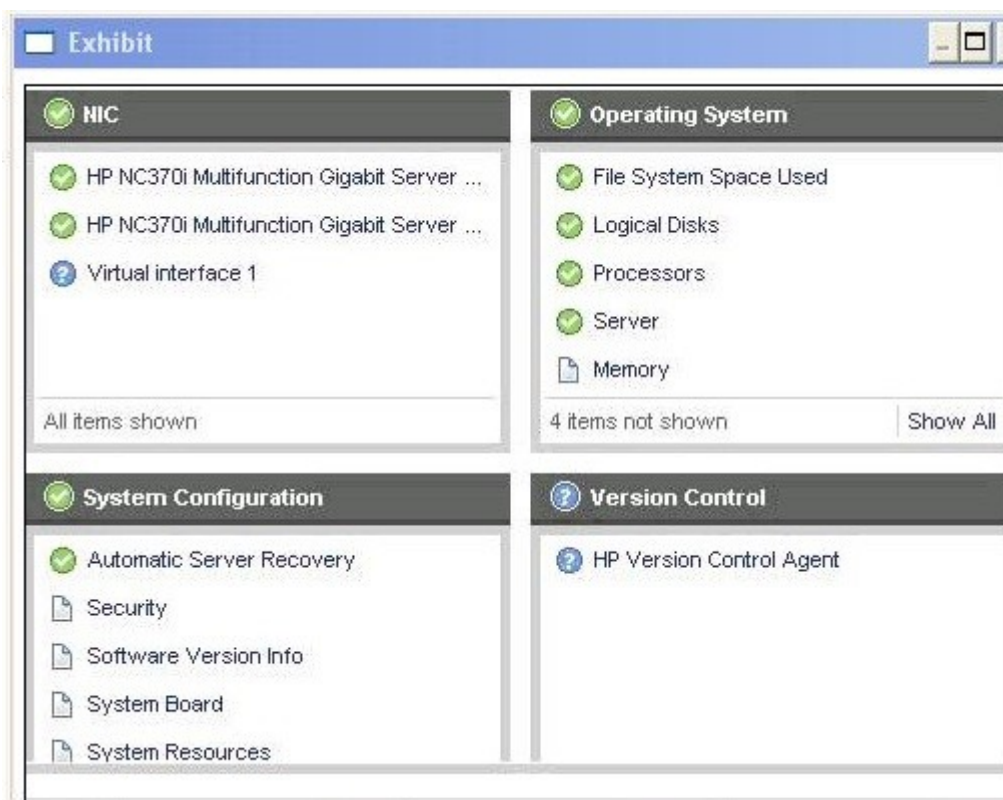 Exhibit
NIC
HP NC370i Multifunction Gigabit Server ...
HP NC370i Multifunction Gigabit Server ...
Virtual interface 1
All items shown
Operating System
File System Space Used
Logical Disks
Processors
Server
Memory
4 items not shown
Show All
System Configuration
Automatic Server Recovery
Security
Software Version Info
System Board
System Resources
Version Control
HP Version Control Agent